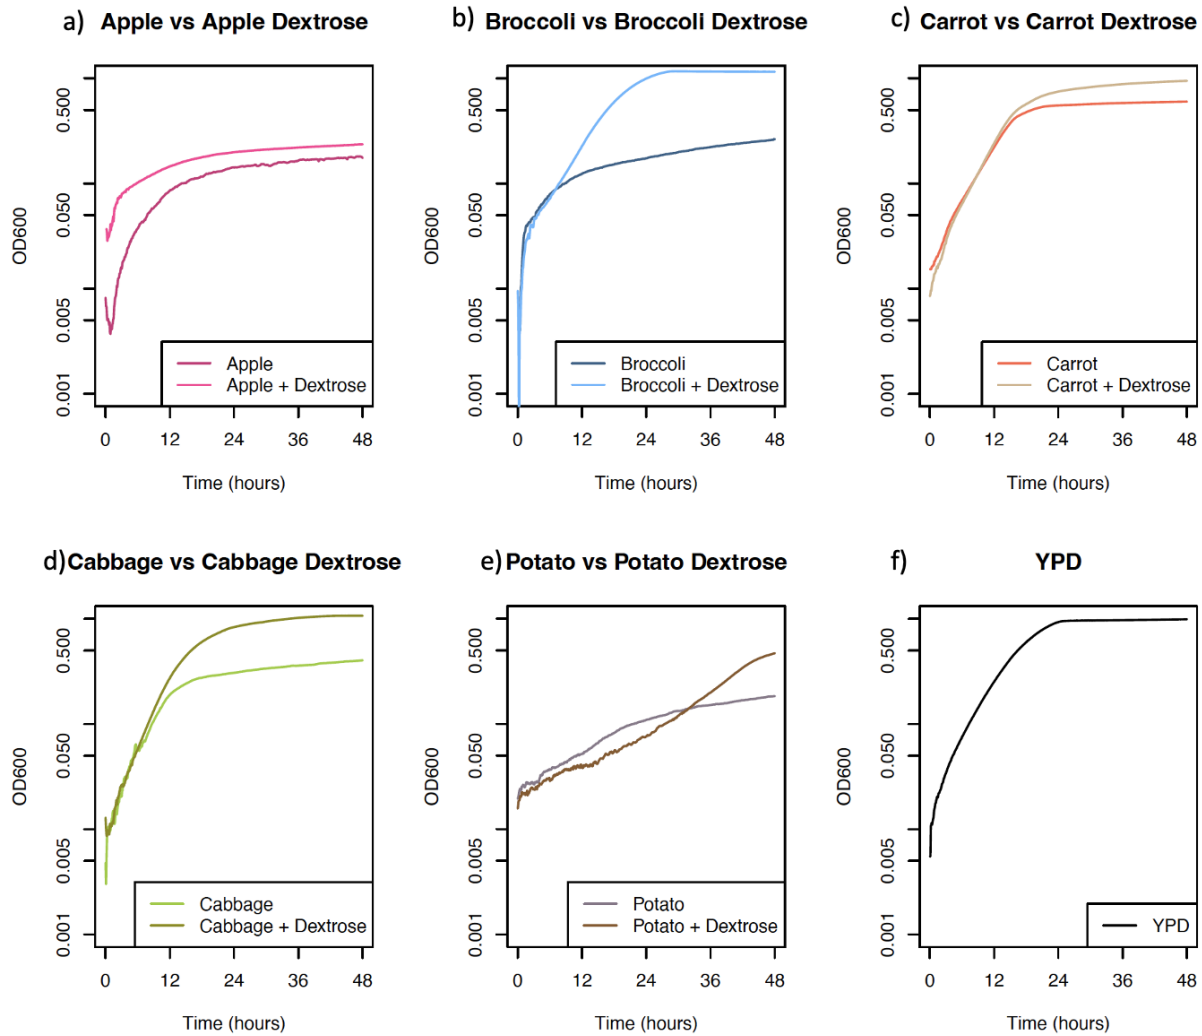 a) Apple vs Apple Dextrose
0.500
0.050
0.005
0.001
OD600
Apple
Apple + Dextrose
0 12 24 36 48
Time (hours)
b) Broccoli vs Broccoli Dextrose
0.500
0.050
0.005
0.001
OD600
Broccoli
Broccoli + Dextrose
0 12 24 36 48
Time (hours)
c) Carrot vs Carrot Dextrose
0.500
0.050
0.005
0.001
OD600
Carrot
Carrot + Dextrose
0 12 24 36 48
Time (hours)
d) Cabbage vs Cabbage Dextrose
0.500
0.050
0.005
0.001
OD600
Cabbage
Cabbage + Dextrose
0 12 24 36 48
Time (hours)
e) Potato vs Potato Dextrose
0.500
0.050
0.005
0.001
OD600
Potato
Potato + Dextrose
0 12 24 36 48
Time (hours)
f) YPD
0.500
0.050
0.005
0.001
OD600
YPD
0 12 24 36 48
Time (hours)